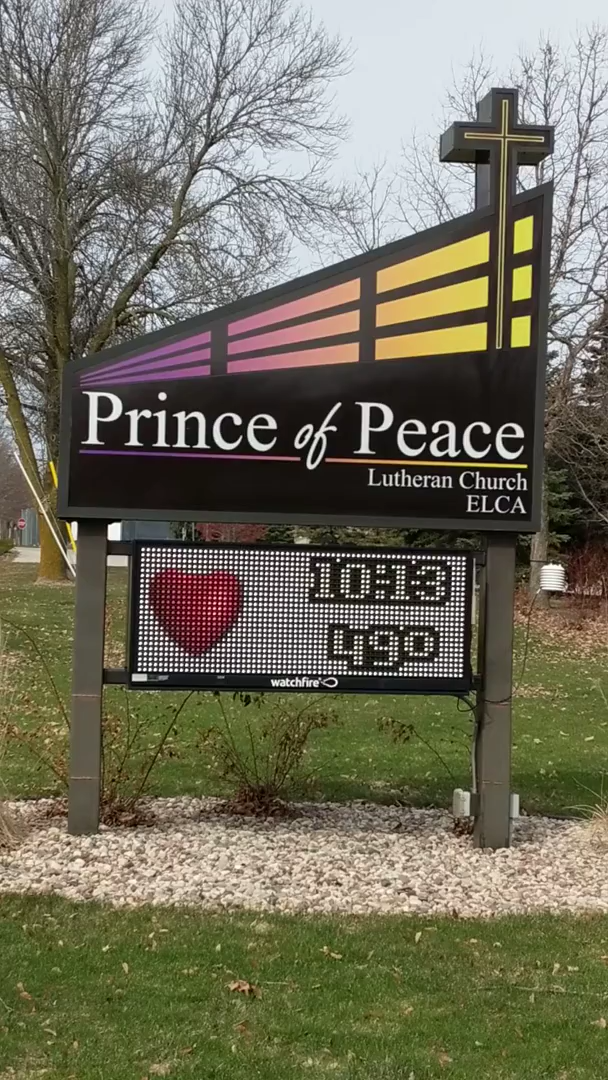 Prince of Peace
Lutheran Church
ELCA
10:13
49°
watchfire